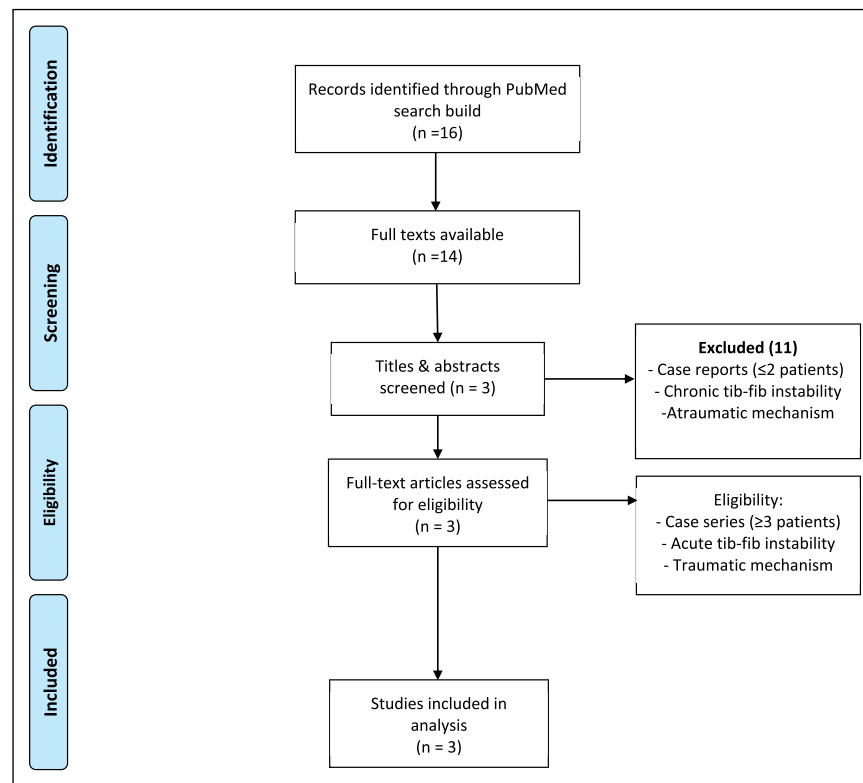 Identification
Records identified through PubMed
search build
(n =16)
Screening
Full texts available
(n =14)
Titles & abstracts
screened (n = 3)
Excluded (11)
- Case reports (≤2 patients)
- Chronic tib-fib instability
-Atraumatic mechanism
Eligibility
Full-text articles assessed
for eligibility
(n = 3)
Eligibility:
- Case series (≥3 patients)
- Acute tib-fib instability
- Traumatic mechanism
Included
Studies included in
analysis
(n = 3)